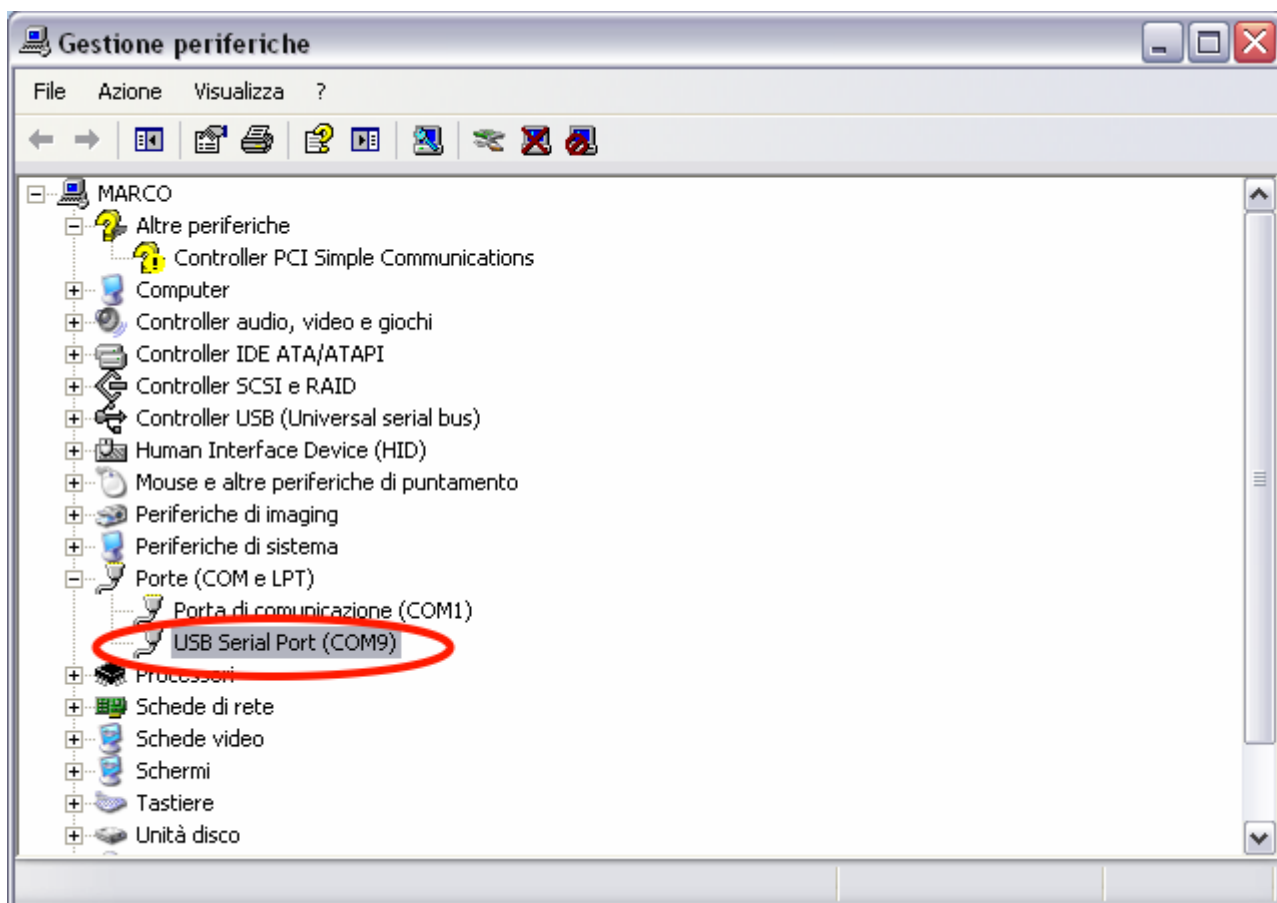 Gestione periferiche
File Azione Visualizza ?
MARCO
Altre periferiche
Controller PCI Simple Communications
Computer
Controller audio, video e giochi
Controller IDE ATA/ATAPI
Controller SCSI e RAID
Controller USB (Universal serial bus)
Human Interface Device (HID)
Mouse e altre periferiche di puntamento
Periferiche di imaging
Periferiche di sistema
Porte (COM e LPT)
Porta di comunicazione (COM1)
USB Serial Port (COM9)
Processori
Schede di rete
Schede video
Schermi
Tastiere
Unità disco